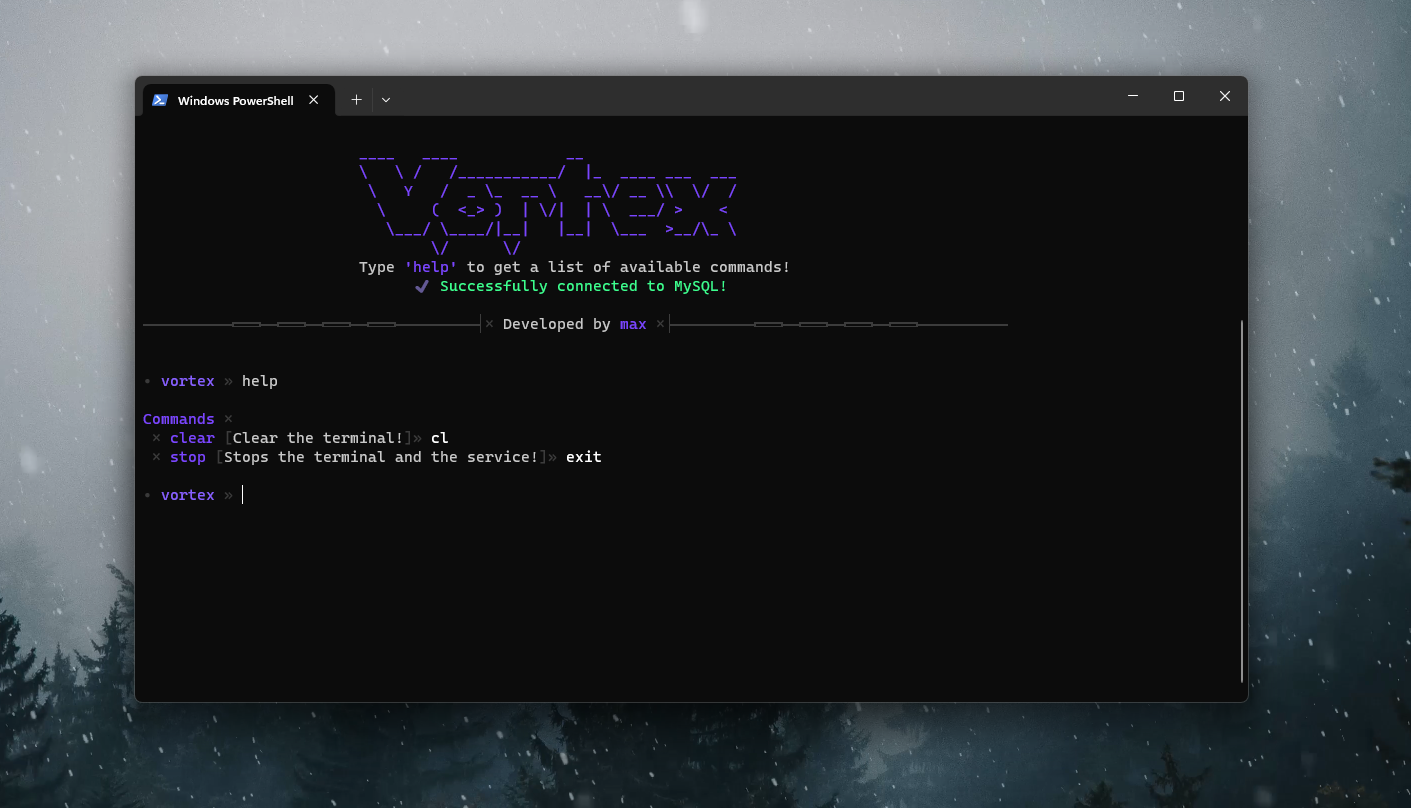 Windows PowerShell
Vortex
Type 'help' to get a list of available commands!
✔ Successfully connected to MySQL!
× Developed by max ×
• vortex » help
Commands ×
× clear [Clear the terminal!]» cl
× stop [Stops the terminal and the service!]» exit
• vortex »